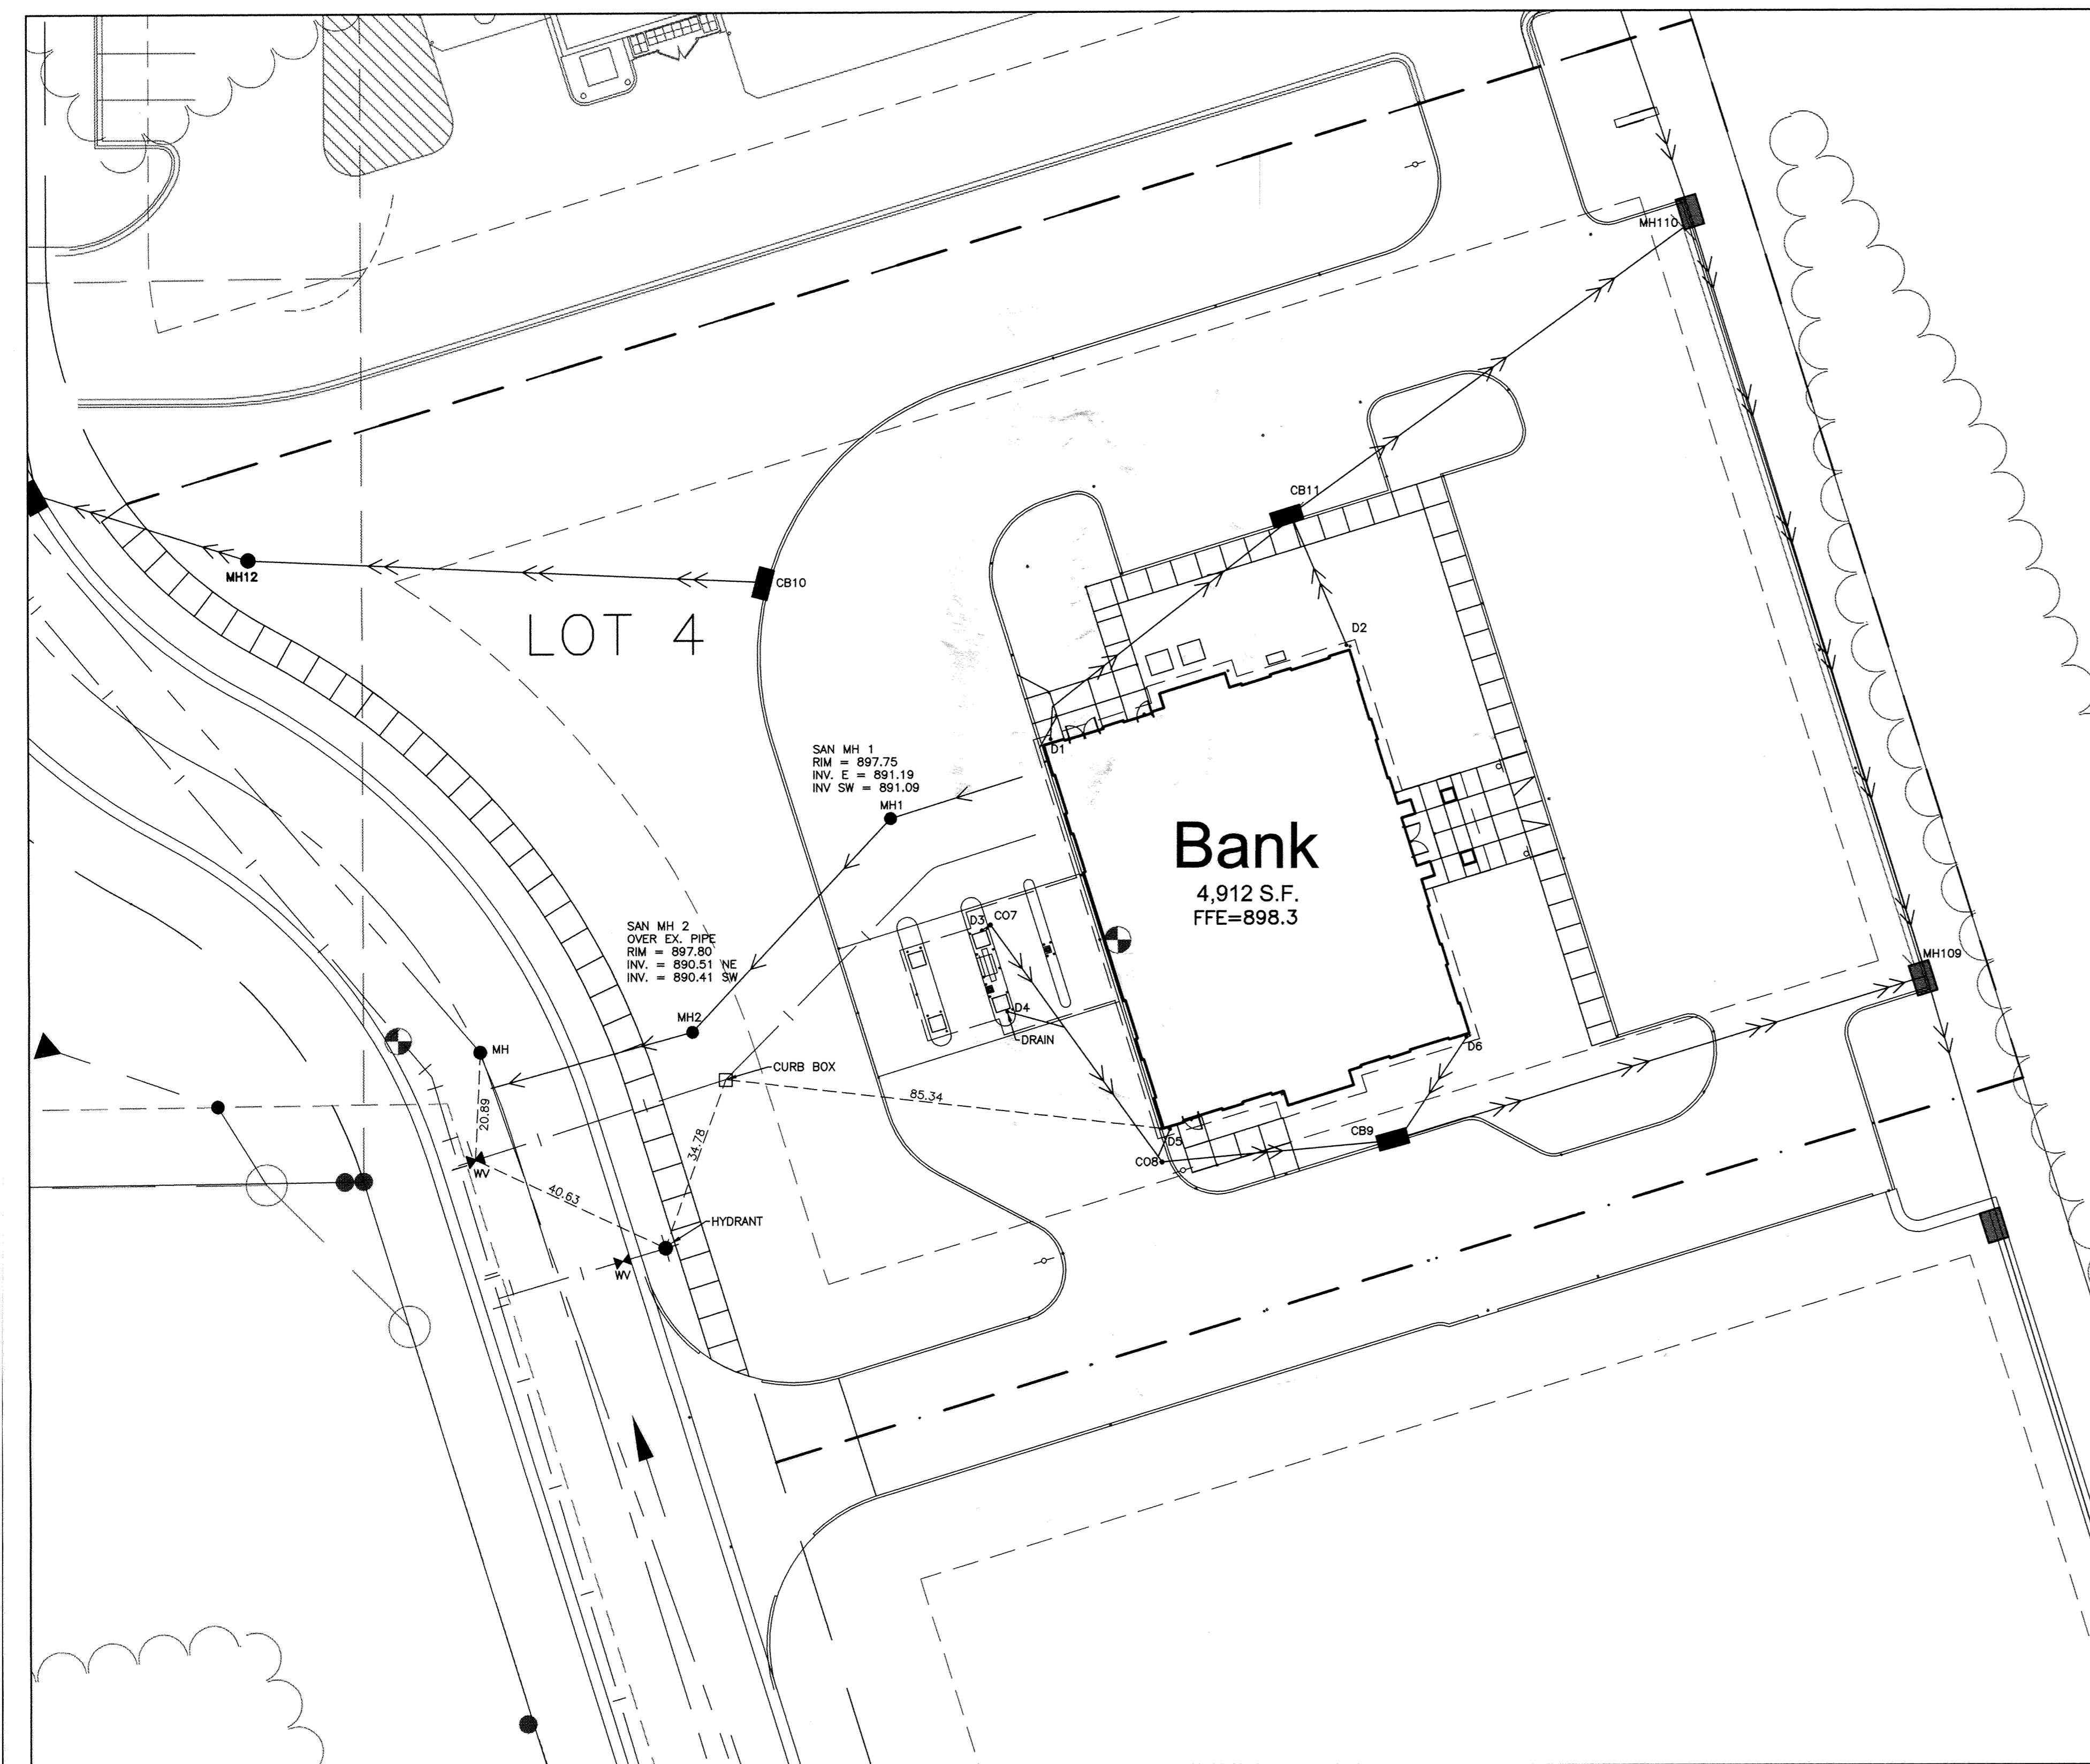 MH110
CB11
MH12
CB10
LOT 4
D2
SAN MH 1
RIM = 897.75
INV. E = 891.19
INV SW = 891.09
D1
MH1
Bank
4,912 S.F.
FFE=898.3
SAN MH 2
OVER EX. PIPE
RIM = 897.80
INV. = 890.51 NE
INV. = 890.41 SW
D3
CO7
MH109
D4
MH2
DRAIN
MH
D6
CURB BOX
85.34
20.89
34.78
D5
CB9
CO8
WV
40.63
HYDRANT
WV